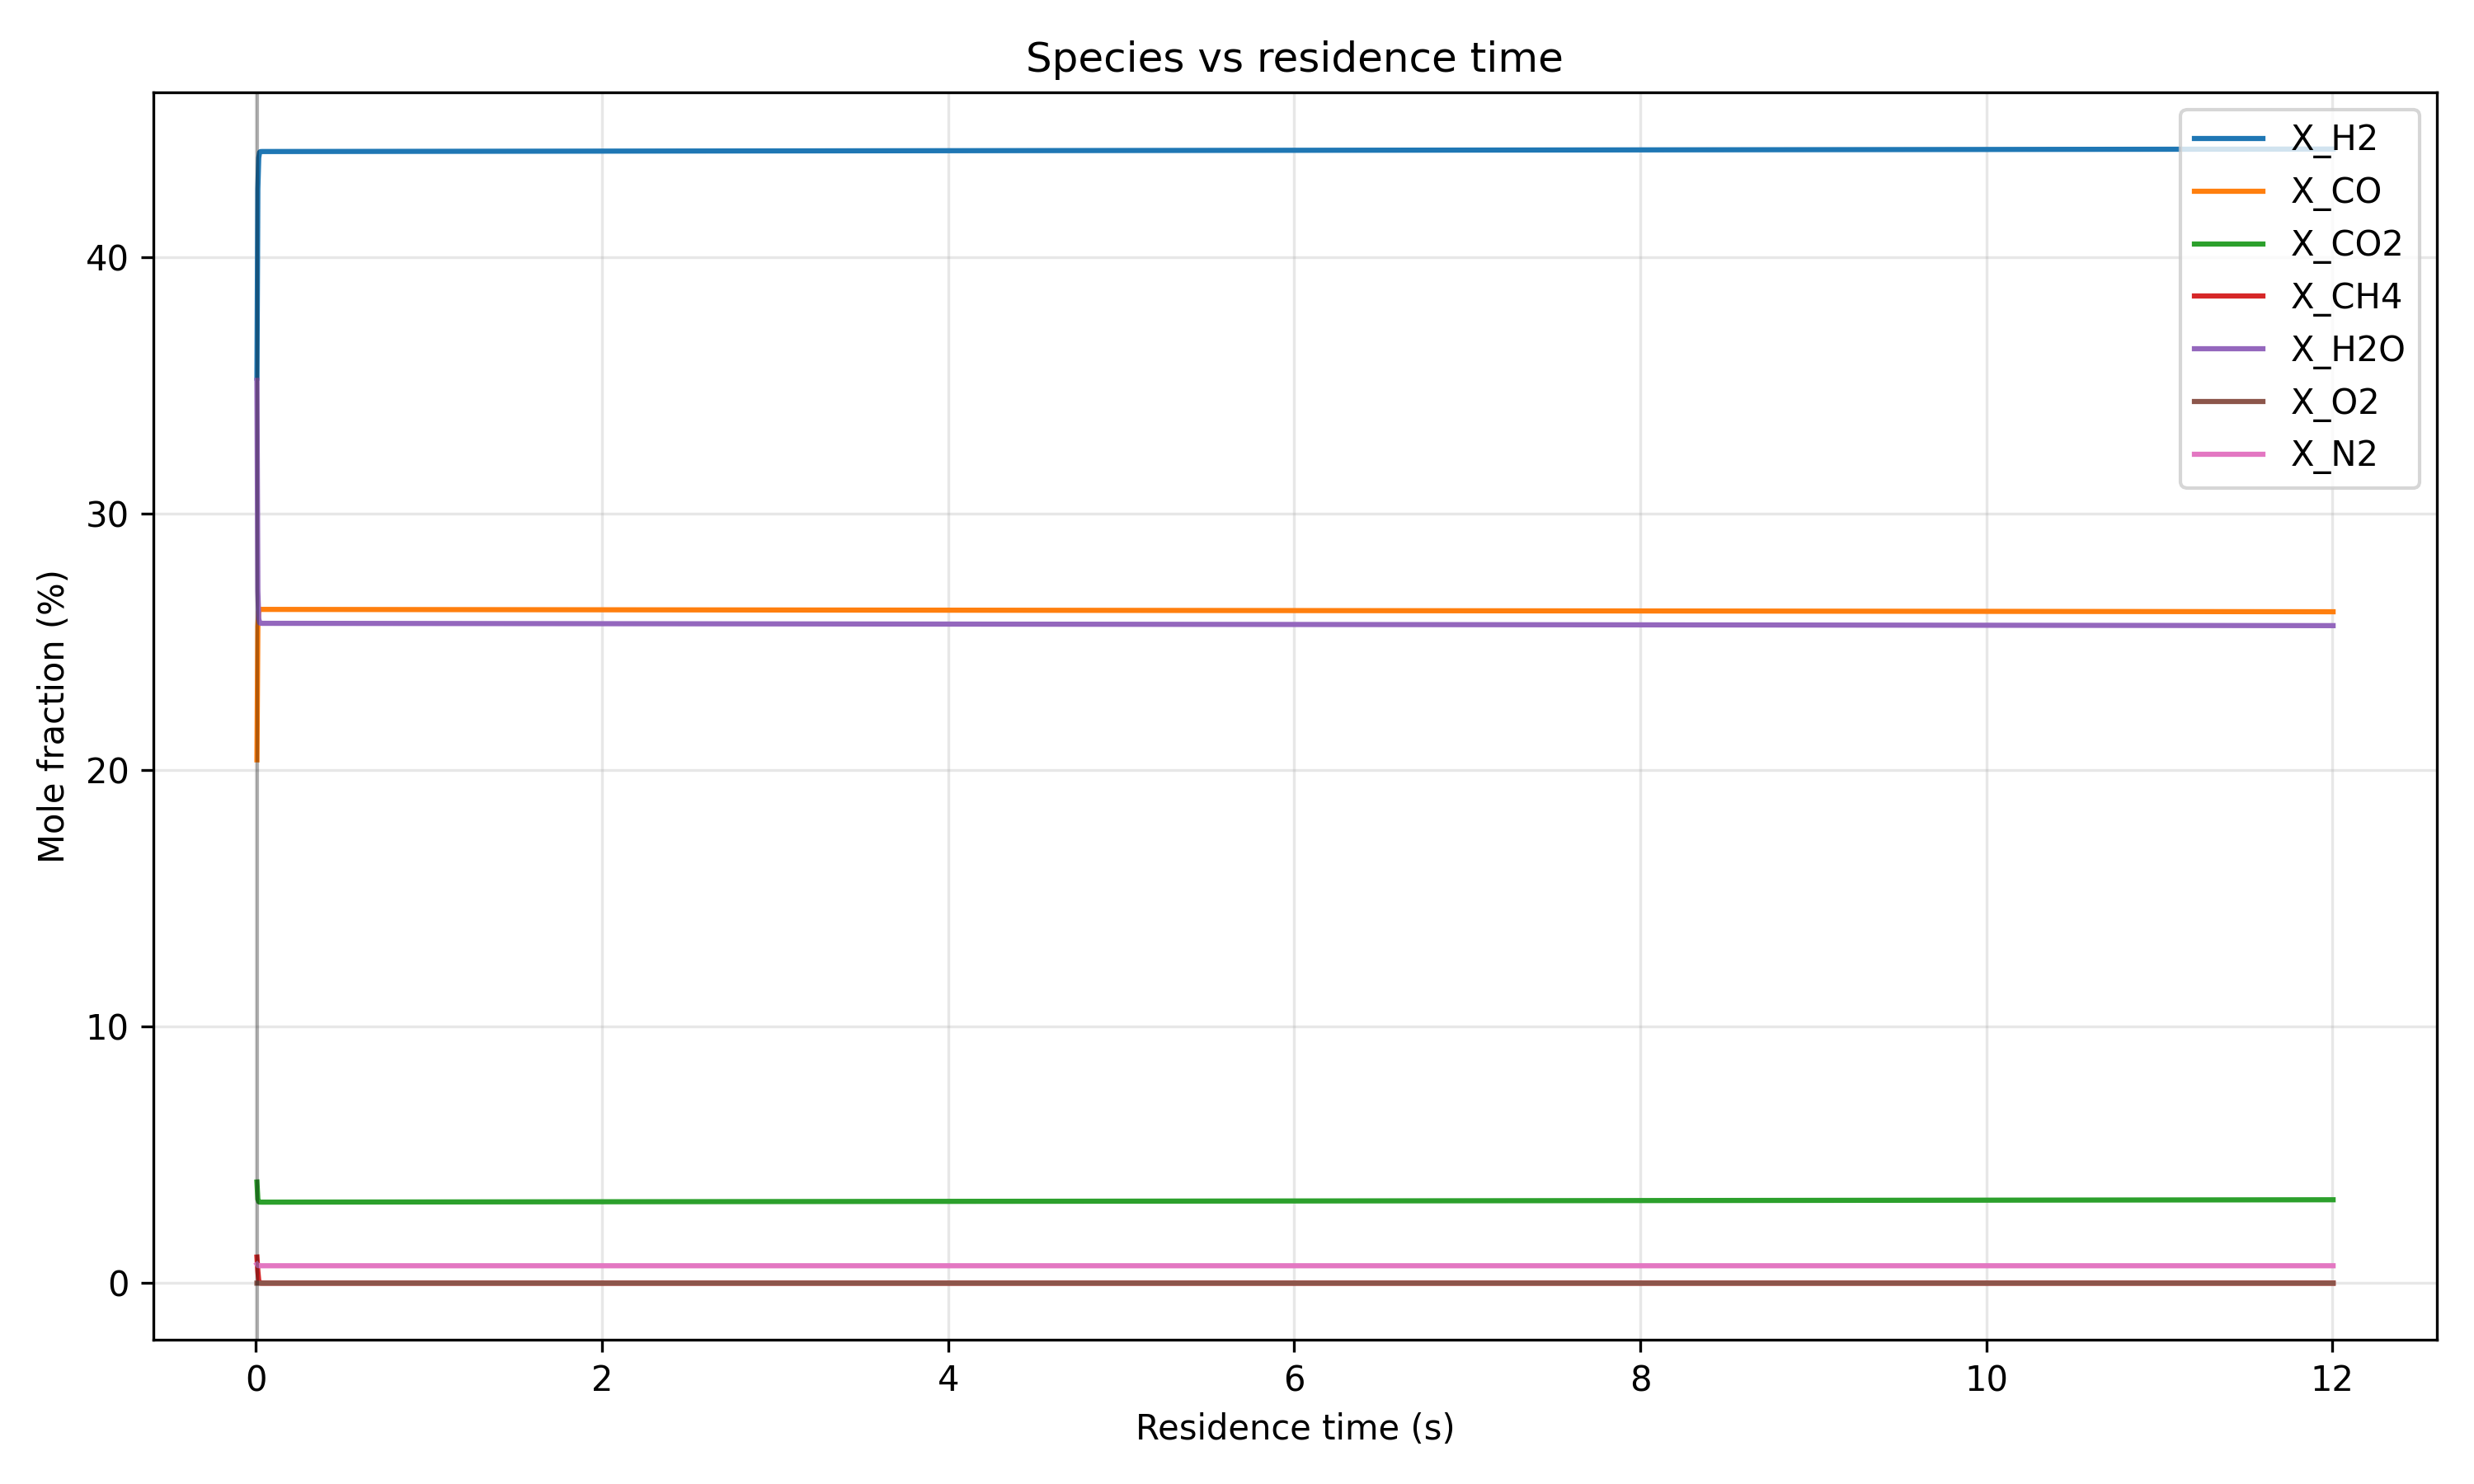 Species vs residence time
X_H2
X_CO
X_CO2
X_CH4
X_H2O
X_O2
X_N2
Mole fraction (%)
40
30
20
10
0
0 2 4 6 8 10 12
Residence time (s)